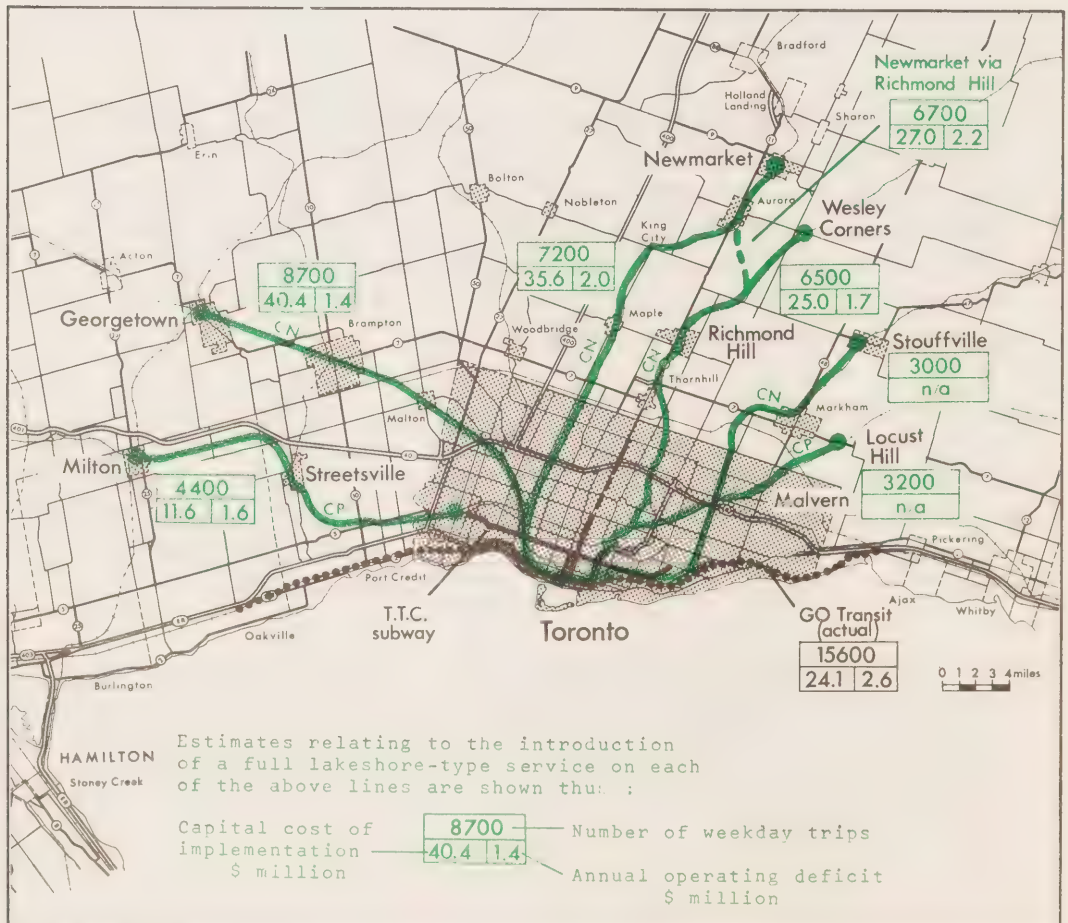 Bradford
Newmarket via
Richmond Hill
6700
27.0 2.2
Holland
Landing
Sharon
Erin
Newmarket
Bolton
Nobleton
Aurora
Wesley
Corners
King
City
7200
35.6 2.0
6500
25.0 1.7
Acton
8700
40.4 1.4
Georgetown
CN
Brampton
Woodbridge
Maple
CN
Richmond
Hill
CN
Thornhill
Stouffville
3000
n/a
CN
Markham
Malton
CP
Locust
Hill
3200
n/a
Milton
4400
11.6 1.6
Streetsville
CP
Malvern
Pickering
Port Credit
T.T.C.
subway
Toronto
GO Transit
(actual)
15600
24.1 2.6
Ajax
Whitby
Oakville
Burlington
0 1 2 3 4 miles
HAMILTON
Stoney Creek
Estimates relating to the introduction
of a full lakeshore-type service on each
of the above lines are shown thu :
Capital cost of
implementation
$ million
8700
40.4 1.4
Number of weekday trips
Annual operating deficit
$ million